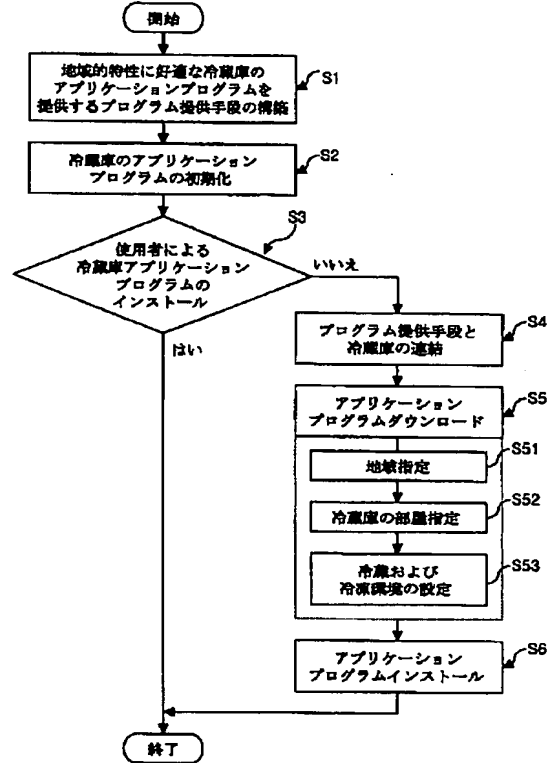 開始
地域的特性に好適な冷蔵庫の
アプリケーションプログラムを
提供するプログラム提供手段の構築
S1
冷蔵庫のアプリケーション
プログラムの初期化
S2
使用者による
冷蔵庫アプリケーション
プログラムの
インストール
S3
いいえ
はい
プログラム提供手段と
冷蔵庫の連結
S4
アプリケーション
プログラムダウンロード
S5
地域指定
S51
冷蔵庫の部屋指定
S52
冷蔵および
冷凍環境の設定
S53
アプリケーション
プログラムインストール
S6
終了